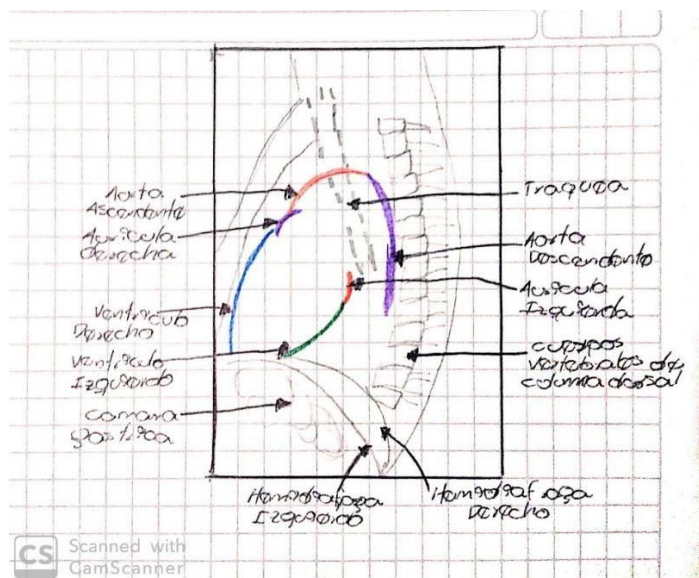 Aorta
Ascendente
Auricula
Derecha
Ventriculo
Derecho
Ventriculo
Izquierdo
Camara
gastrica
Traquea
Aorta
Descendente
Auricula
Izquierda
cuerpos
vertebrales de
columna dorsal
Hemidiafragma
Izquierdo
Hemidiafragma
Derecho
CS Scanned with
CamScanner